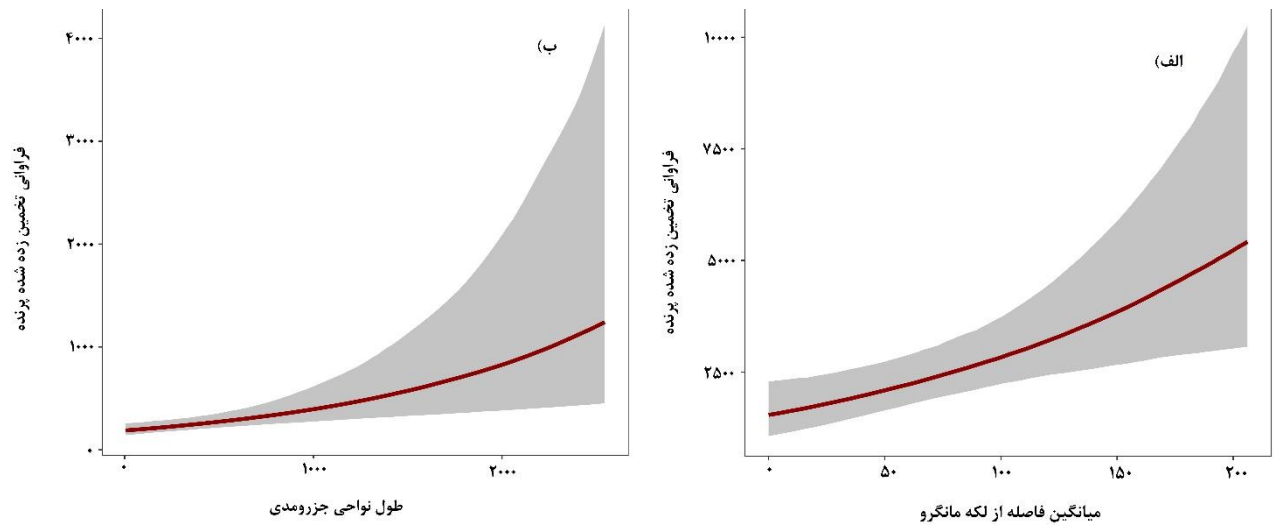 الف)
فراوانی تخمین زده شده پرنده
۱۰۰۰۰
۷۵۰۰
۵۰۰۰
۲۵۰۰
۰ ۵۰ ۱۰۰ ۱۵۰ ۲۰۰
میانگین فاصله از لکه مانگرو
ب)
فراوانی تخمین زده شده پرنده
۴۰۰۰
۳۰۰۰
۲۰۰۰
۱۰۰۰
۰
۰ ۱۰۰۰ ۲۰۰۰
طول نواحی جزرومدی